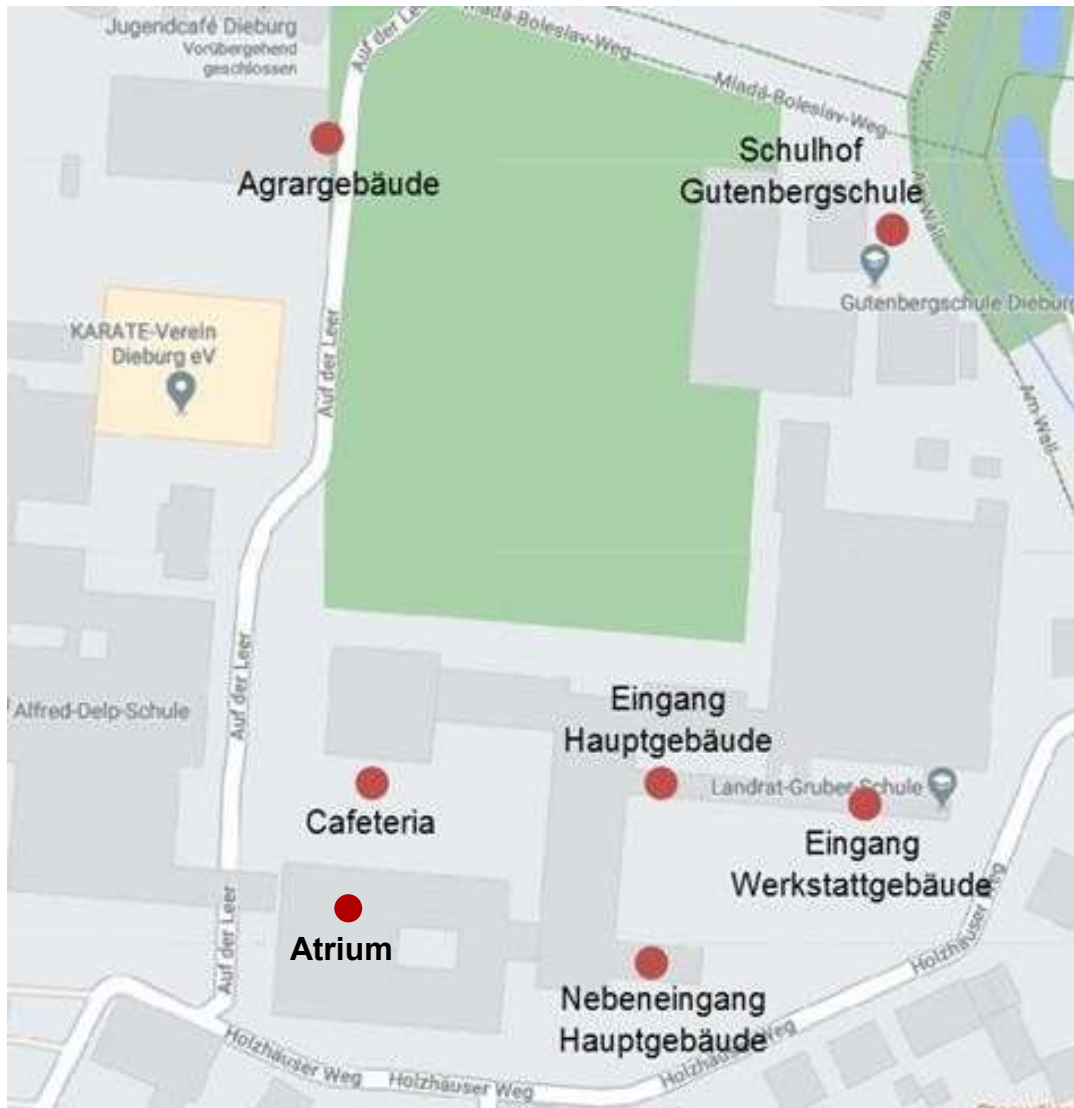 Jugendcafé Dieburg
Vorübergehend
geschlossen
Auf der Leer
Mladá-Boleslav-Weg
Mladá-Boleslav-Weg
Am-Wall
Agrargebäude
Schulhof
Gutenbergschule
Am-Wall
Gutenbergschule Dieburg
KARATE-Verein
Dieburg eV
Auf der Leer
Am-Wall
Auf der Leer
Alfred-Delp-Schule
Eingang
Hauptgebäude
Landrat-Gruber-Schule
Cafeteria
Eingang
Werkstattgebäude
Auf der Leer
Atrium
Holzhäuser Weg
Nebeneingang
Hauptgebäude
Holzhäuser Weg
Holzhäuser Weg
Holzhäuser Weg